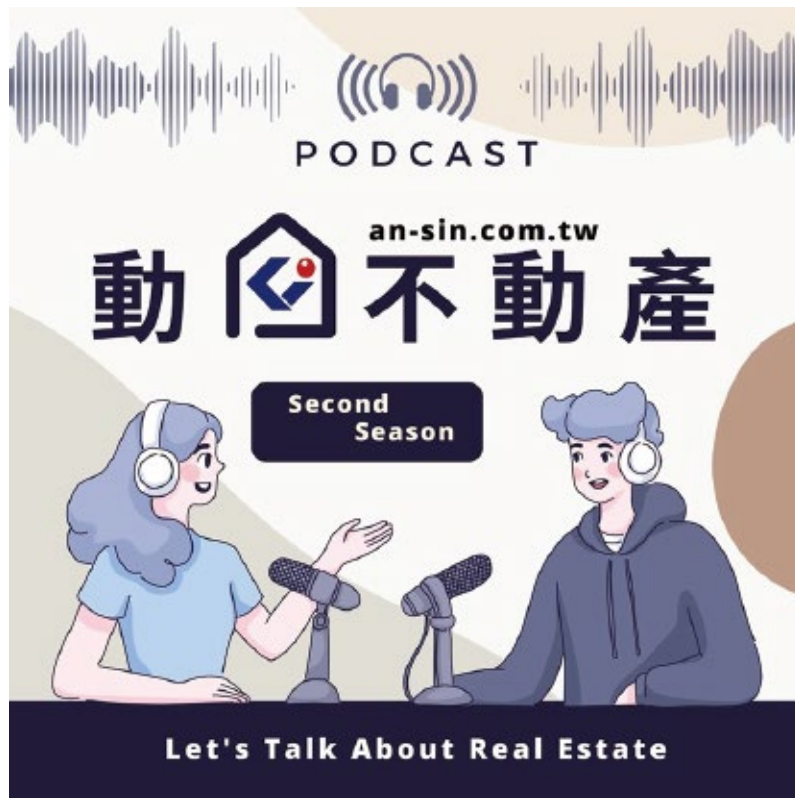 PODCAST
an-sin.com.tw
動不動產
Second
Season
Let's Talk About Real Estate